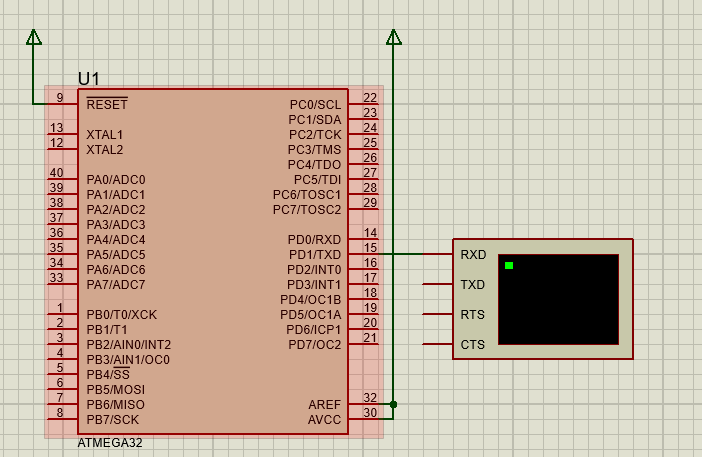 U1
9 RESET PC0/SCL 22
PC1/SDA 23
13 XTAL1 PC2/TCK 24
12 XTAL2 PC3/TMS 25
PC4/TDO 26
40 PA0/ADC0 PC5/TDI 27
39 PA1/ADC1 PC6/TOSC1 28
38 PA2/ADC2 PC7/TOSC2 29
37 PA3/ADC3
36 PA4/ADC4 PD0/RXD 14
35 PA5/ADC5 PD1/TXD 15 RXD
34 PA6/ADC6 PD2/INT0 16
33 PA7/ADC7 PD3/INT1 17 TXD
PD4/OC1B 18
1 PB0/T0/XCK PD5/OC1A 19 RTS
2 PB1/T1 PD6/ICP1 20
3 PB2/AIN0/INT2 PD7/OC2 21 CTS
4 PB3/AIN1/OC0
5 PB4/SS
6 PB5/MOSI
7 PB6/MISO AREF 32
8 PB7/SCK AVCC 30
ATMEGA32